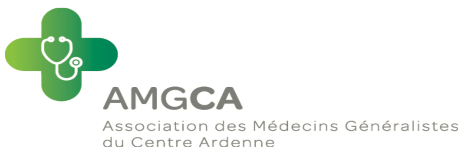 AMGCA
Association des Médecins Généralistes
du Centre Ardenne